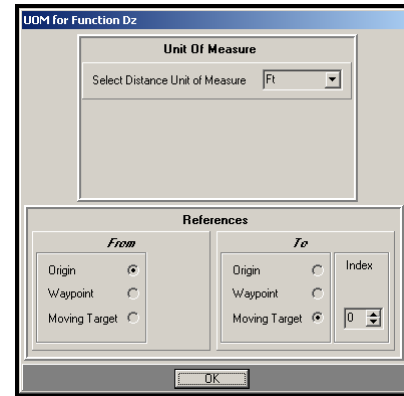 UOM for Function Dz
Unit Of Measure
Select Distance Unit of Measure Ft
References
From
Origin
Waypoint
Moving Target
To
Origin
Waypoint
Moving Target
Index
0
OK